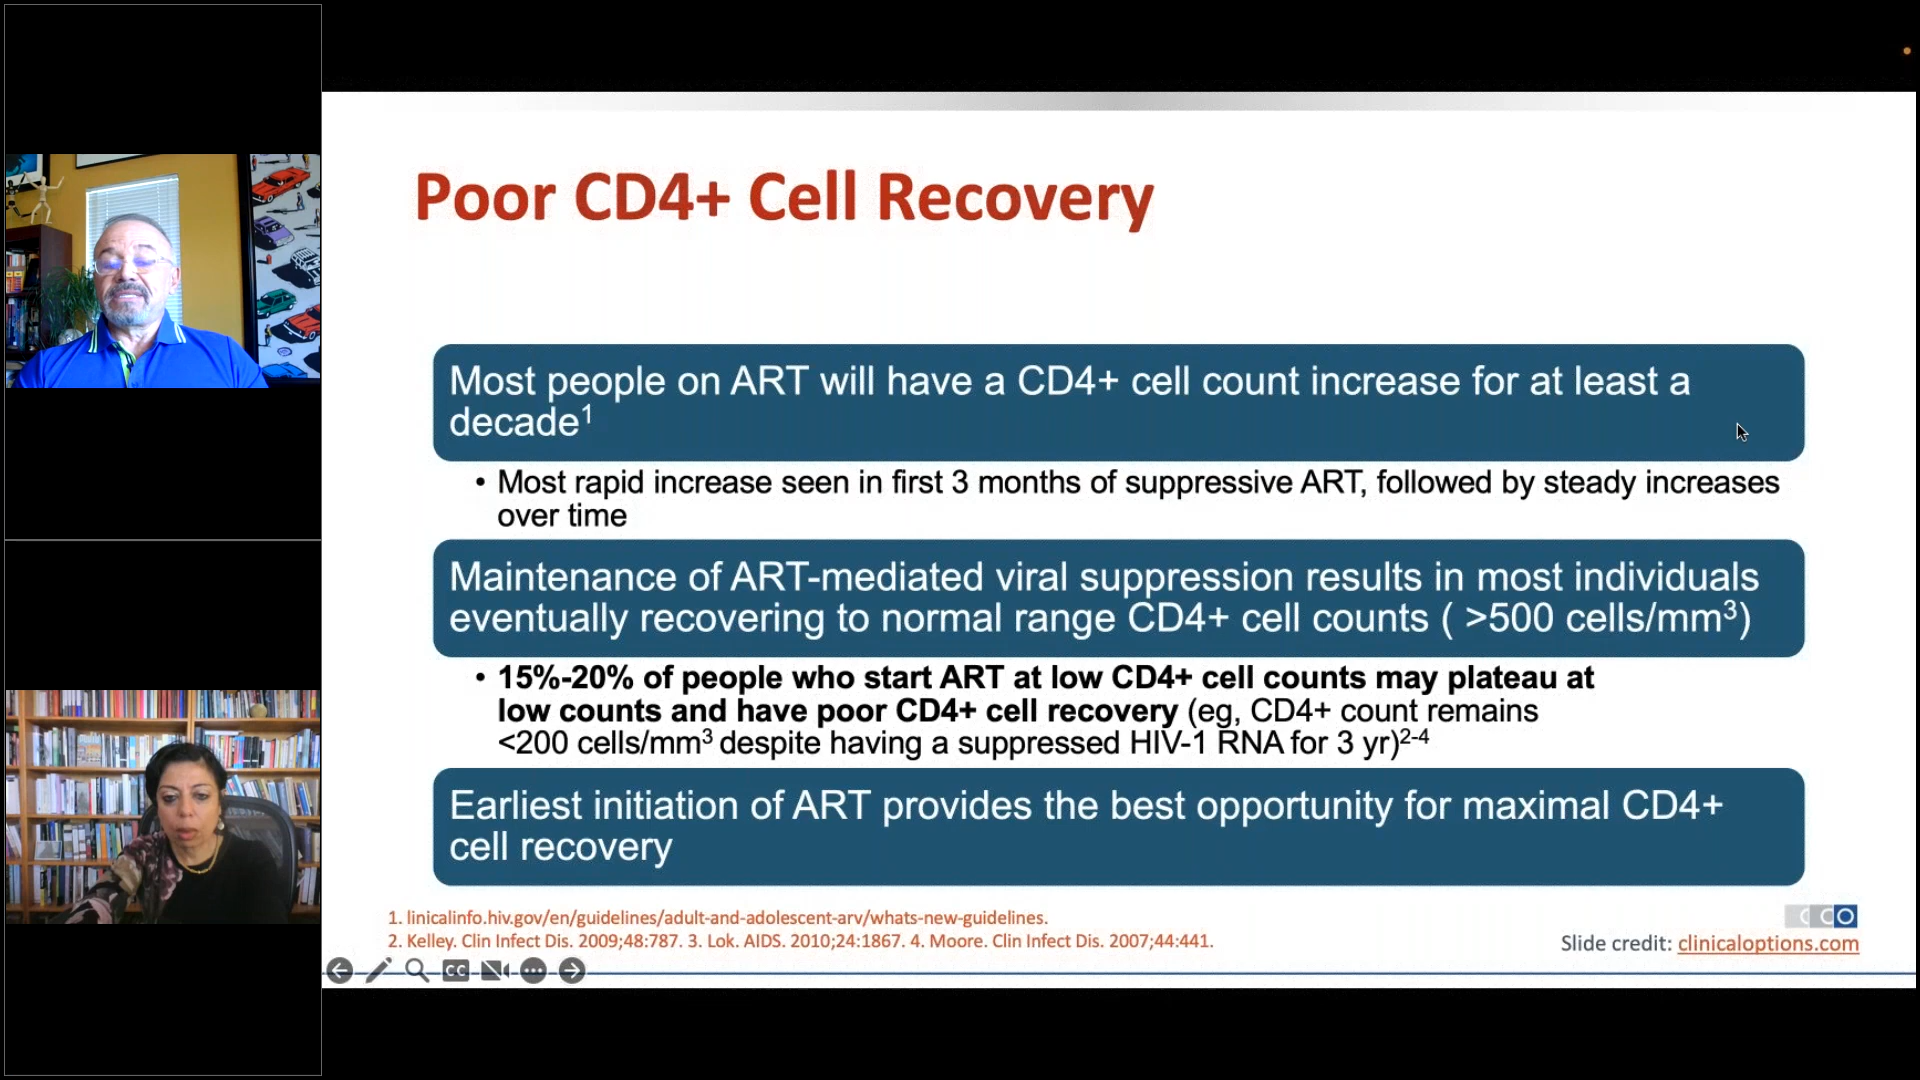 Poor CD4+ Cell Recovery
Most people on ART will have a CD4+ cell count increase for at least a
decade¹
• Most rapid increase seen in first 3 months of suppressive ART, followed by steady increases
over time
Maintenance of ART-mediated viral suppression results in most individuals
eventually recovering to normal range CD4+ cell counts ( >500 cells/mm³)
• 15%-20% of people who start ART at low CD4+ cell counts may plateau at
low counts and have poor CD4+ cell recovery (eg, CD4+ count remains
<200 cells/mm³ despite having a suppressed HIV-1 RNA for 3 yr)²⁻⁴
Earliest initiation of ART provides the best opportunity for maximal CD4+
cell recovery
1. linicalinfo.hiv.gov/en/guidelines/adult-and-adolescent-arv/whats-new-guidelines.
2. Kelley. Clin Infect Dis. 2009;48:787. 3. Lok. AIDS. 2010;24:1867. 4. Moore. Clin Infect Dis. 2007;44:441.
CCO
Slide credit: clinicaloptions.com
CC